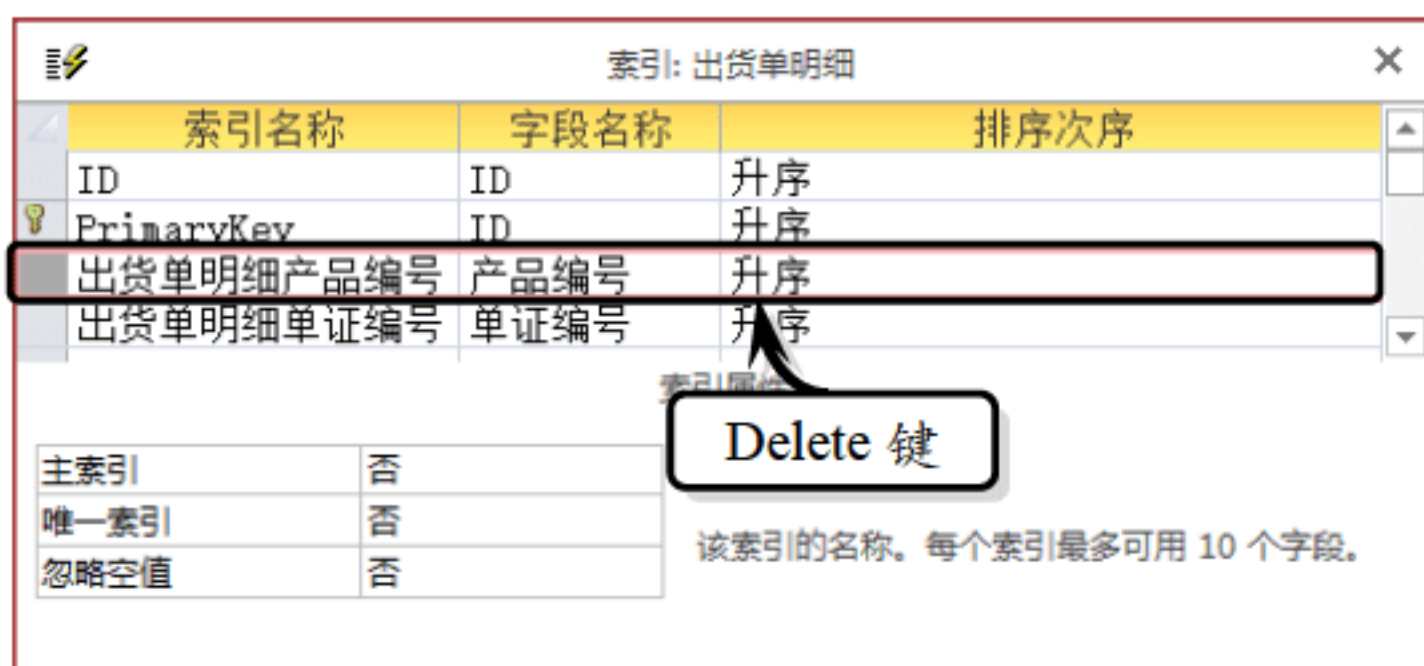 索引: 出货单明细
索引名称 字段名称 排序次序
ID ID 升序
PrimaryKey ID 升序
出货单明细产品编号 产品编号 升序
出货单明细单证编号 单证编号 升序
索引属性
Delete 键
主索引 否
唯一索引 否
忽略空值 否
该索引的名称。每个索引最多可用 10 个字段。